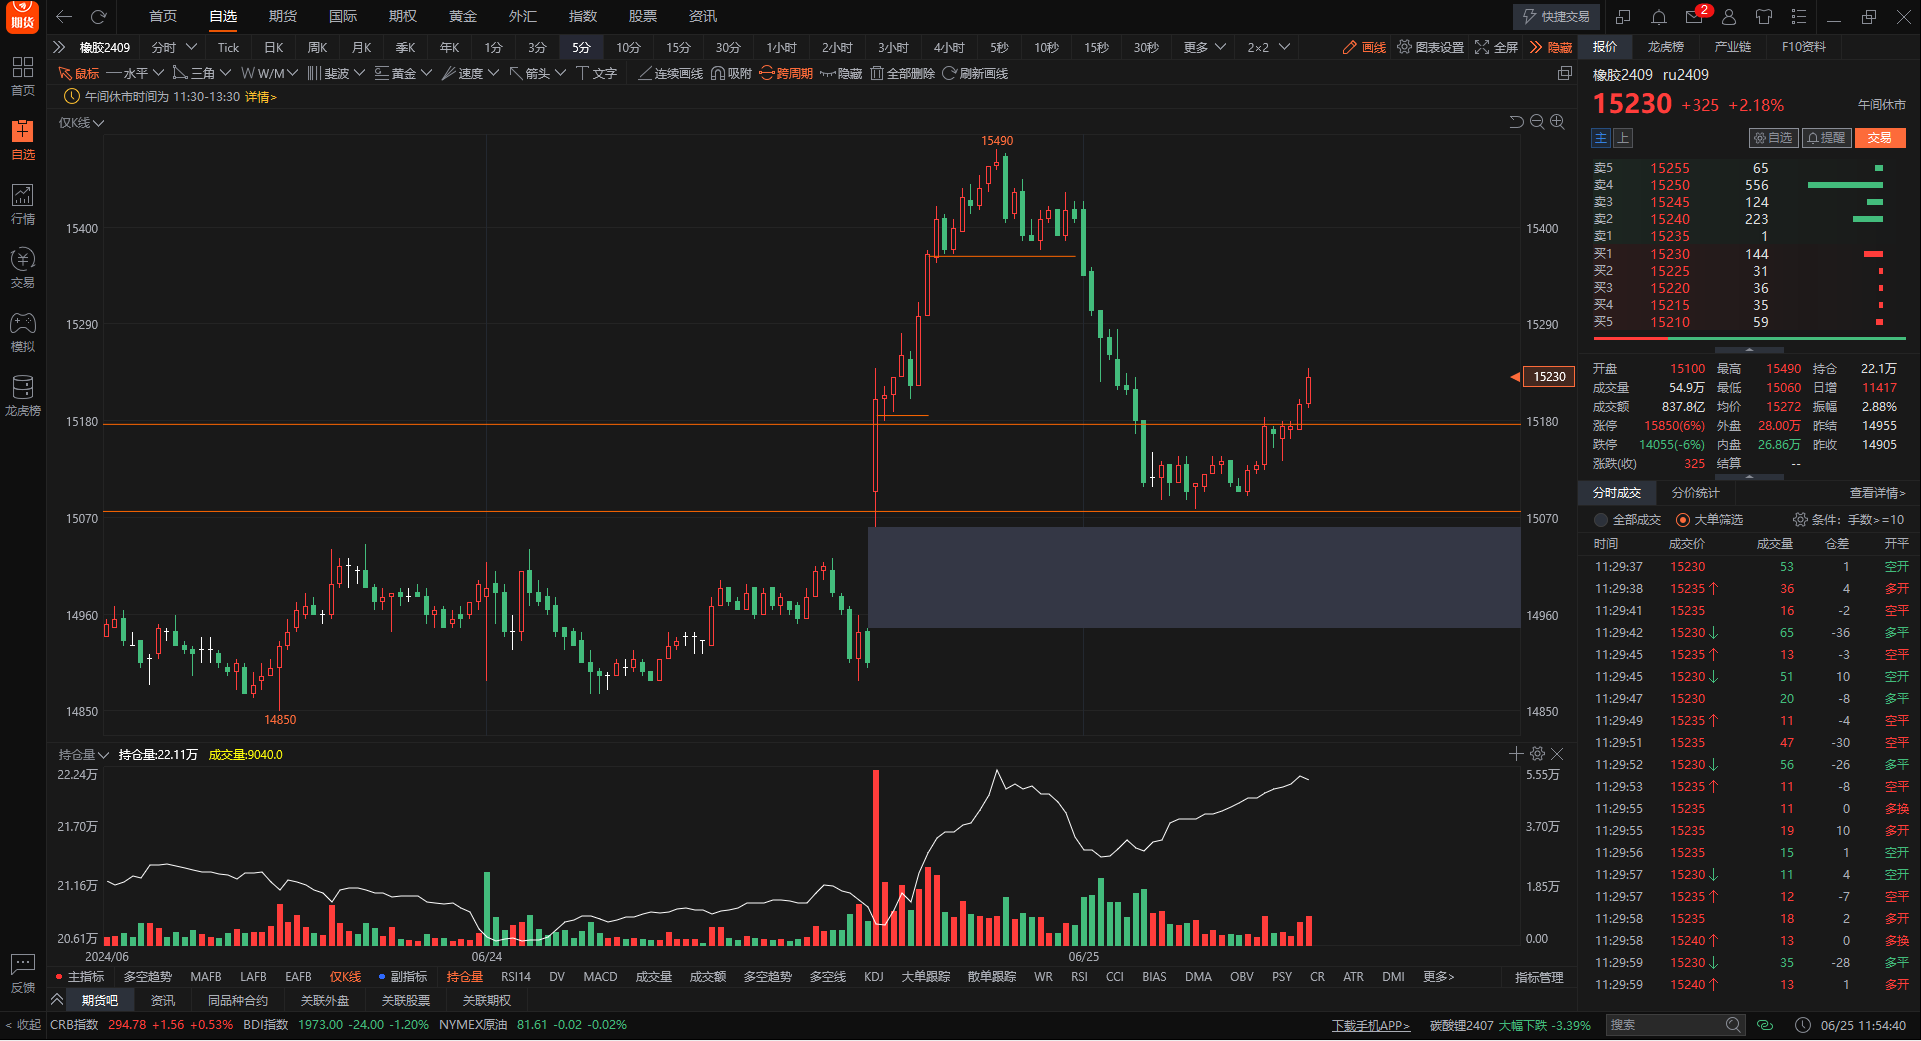 期货 首页 自选 期货 国际 期权 黄金 外汇 指数 股票 资讯 快捷交易 2
橡胶2409 分时 Tick 日K 周K 月K 季K 年K 1分 3分 5分 10分 15分 30分 1小时 2小时 3小时 4小时 5秒 10秒 15秒 30秒 更多 2×2 画线 图表设置 全屏 隐藏
鼠标 水平 三角 W/M 斐波 黄金 速度 箭头 文字 连续画线 吸附 跨周期 隐藏 全部删除 刷新画线
午间休市时间为 11:30-13:30 详情>
仅K线
首页
自选
行情
交易
模拟
龙虎榜
反馈
< 收起
15490
15400 15400
15290 15290
15230
15180 15180
15070 15070
14960 14960
14850 14850
14850
持仓量 持仓量:22.11万 成交量:9040.0
22.24万 5.55万
21.70万 3.70万
21.16万 1.85万
20.61万 0.00
2024/06 06/24 06/25
主指标 多空趋势 MAFB LAFB EAFB 仅K线 副指标 持仓量 RSI14 DV MACD 成交量 成交额 多空趋势 多空线 KDJ 大单跟踪 散单跟踪 WR RSI CCI BIAS DMA OBV PSY CR ATR DMI 更多> 指标管理
期货吧 资讯 同品种合约 关联外盘 关联股票 关联期权
报价 龙虎榜 产业链 F10资料
橡胶2409 ru2409
15230 +325 +2.18% 午间休市
主 上 自选 提醒 交易
卖5 15255 65
卖4 15250 556
卖3 15245 124
卖2 15240 223
卖1 15235 1
买1 15230 144
买2 15225 31
买3 15220 36
买4 15215 35
买5 15210 59
开盘 15100 最高 15490 持仓 22.1万
成交量 54.9万 最低 15060 日增 11417
成交额 837.8亿 均价 15272 振幅 2.88%
涨停 15850(6%) 外盘 28.00万 昨结 14955
跌停 14055(-6%) 内盘 26.86万 昨收 14905
涨跌(收) 325 结算 --
分时成交 分价统计 查看详情>
全部成交 大单筛选 条件：手数>=10
时间 成交价 成交量 仓差 开平
11:29:37 15230 53 1 空开
11:29:38 15235↑ 36 4 多开
11:29:41 15235 16 -2 空平
11:29:42 15230↓ 65 -36 多平
11:29:45 15235↑ 13 -3 空平
11:29:45 15230↓ 51 10 空开
11:29:47 15230 20 -8 多平
11:29:49 15235↑ 11 -4 空平
11:29:51 15235 47 -30 空平
11:29:52 15230↓ 56 -26 多平
11:29:53 15235↑ 11 -8 空平
11:29:55 15235 11 0 多换
11:29:55 15235 19 10 多开
11:29:56 15235 15 1 空开
11:29:57 15230↓ 11 4 空开
11:29:57 15235↑ 12 -7 空平
11:29:58 15235 18 2 多开
11:29:58 15240↑ 13 0 多换
11:29:59 15230↓ 35 -28 多平
11:29:59 15240↑ 13 1 多开
CRB指数 294.78 +1.56 +0.53% BDI指数 1973.00 -24.00 -1.20% NYMEX原油 81.61 -0.02 -0.02% 下载手机APP> 碳酸锂2407 大幅下跌 -3.39% 搜索 06/25 11:54:40